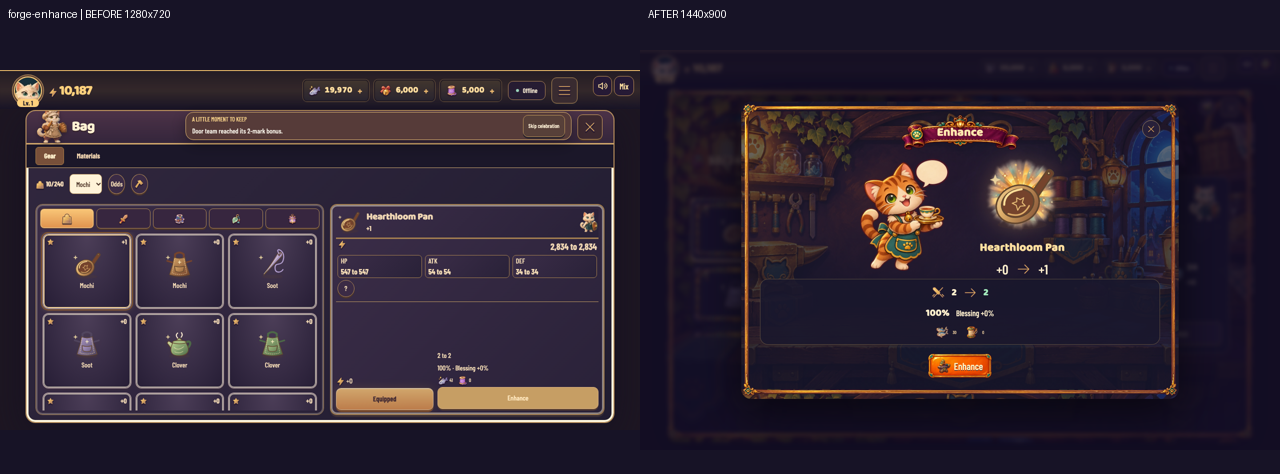 forge-enhance | BEFORE 1280x720
AFTER 1440x900
10,187
Lv.1
19,970 +
6,000 +
5,000 +
Offline
Mix
Bag
A LITTLE MOMENT TO KEEP
Door team reached its 2-mark bonus.
Skip celebration
Gear
Materials
10/240
Mochi
Odds
+1
Mochi
+0
Mochi
+0
Soot
+0
Soot
+0
Clover
+0
Clover
+0
+0
+0
Hearthloom Pan
+1
2,834 to 2,834
HP
547 to 547
ATK
54 to 54
DEF
34 to 34
?
2 to 2
100% · Blessing +0%
+0
Equipped
Enhance
Enhance
Hearthloom Pan
+0 → +1
2 → 2
100% Blessing +0%
Enhance